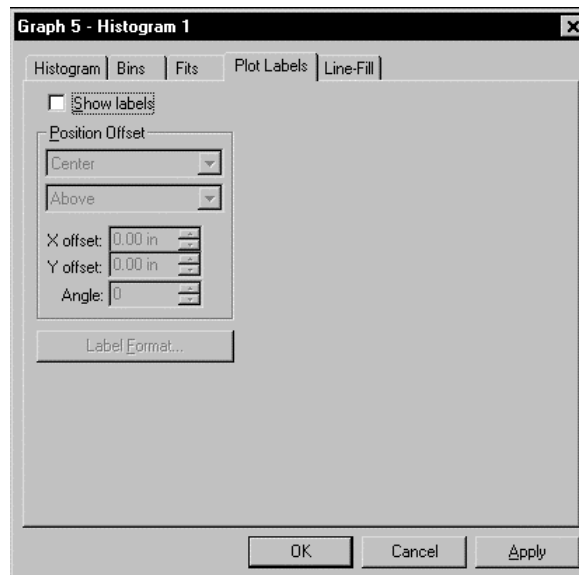 Graph 5 - Histogram 1
Histogram Bins Fits Plot Labels Line-Fill
Show labels
Position Offset
Center
Above
X offset: 0.00 in
Y offset: 0.00 in
Angle: 0
Label Format...
OK Cancel Apply